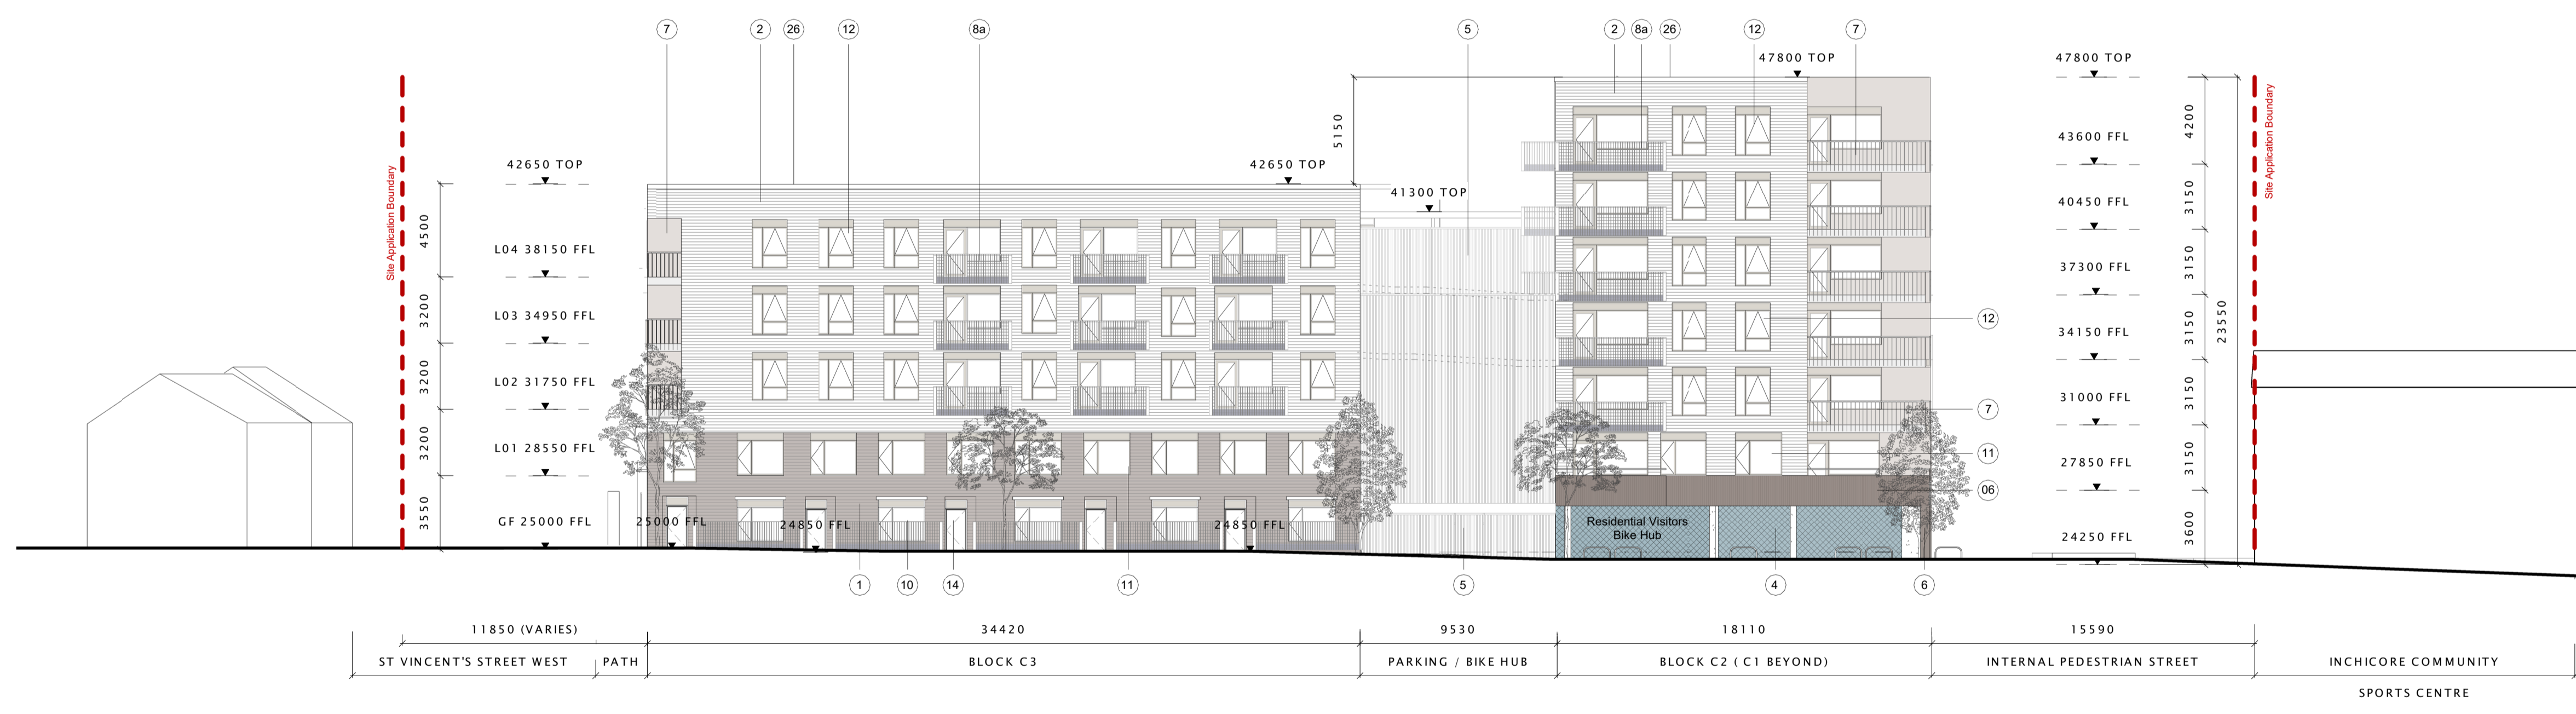 7
2
26
12
8a
5
2
8a
26
12
7
47800 TOP
47800 TOP
42650 TOP
42650 TOP
41300 TOP
5150
Site Application Boundary
Site Application Boundary
4500
3200
3200
3200
3550
L04 38150 FFL
L03 34950 FFL
L02 31750 FFL
L01 28550 FFL
GF 25000 FFL
25000 FFL
24850 FFL
24850 FFL
Residential Visitors
Bike Hub
12
7
11
06
43600 FFL
40450 FFL
37300 FFL
34150 FFL
31000 FFL
27850 FFL
24250 FFL
4200
3150
3150
3150
3150
3150
3600
23550
1
10
14
11
5
4
6
11850 (VARIES)
34420
9530
18110
15590
ST VINCENT'S STREET WEST
PATH
BLOCK C3
PARKING / BIKE HUB
BLOCK C2 ( C1 BEYOND)
INTERNAL PEDESTRIAN STREET
INCHICORE COMMUNITY
SPORTS CENTRE